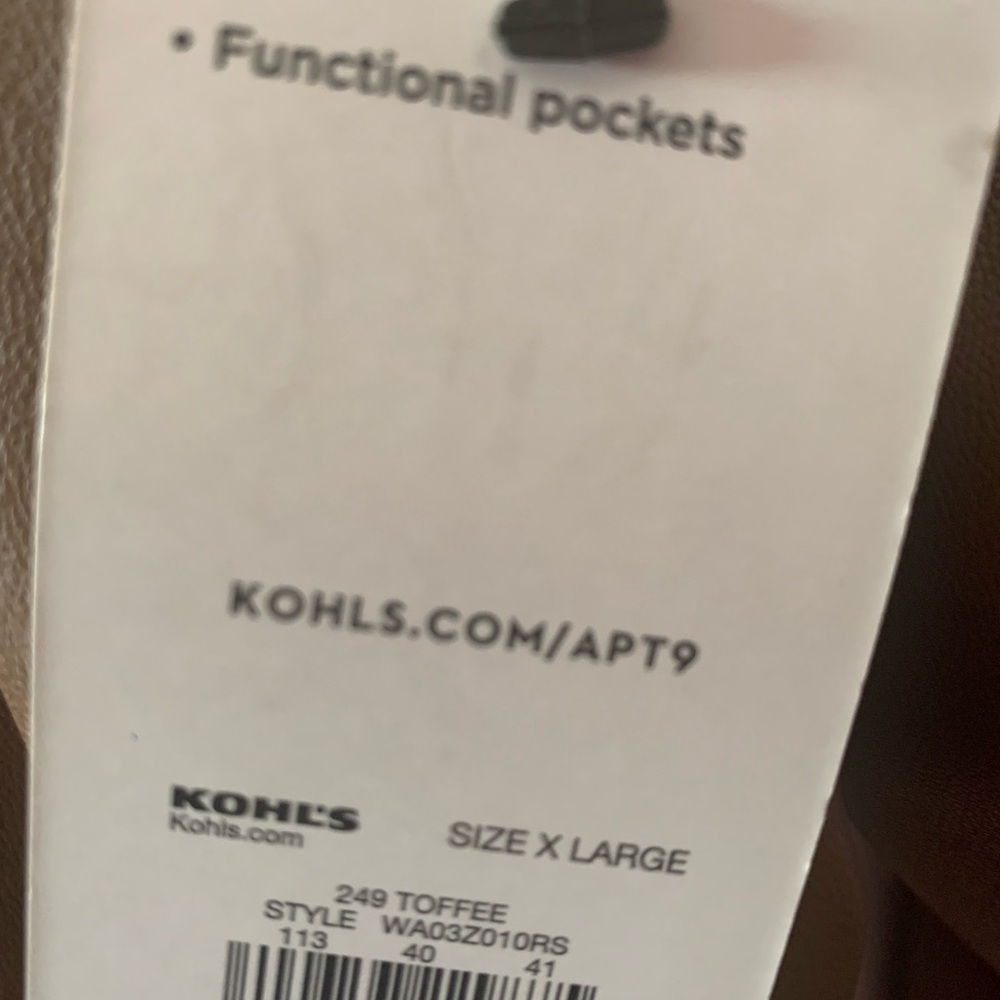 • Functional pockets
KOHLS.COM/APT9
KOHL'S
Kohls.com
SIZE X LARGE
249 TOFFEE
STYLE WA03Z010RS
113 40 41